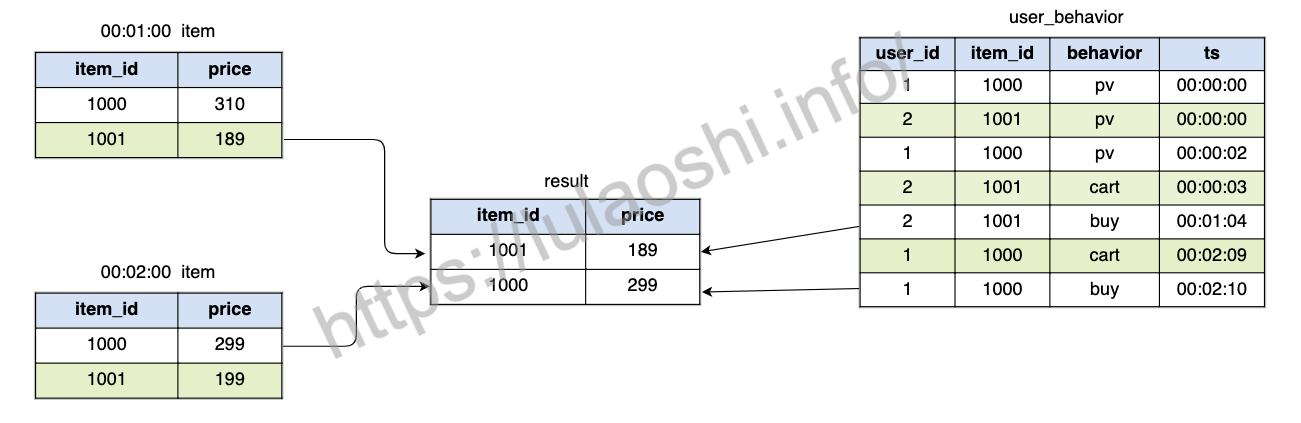 00:01:00 item
item_id price
1000 310
1001 189
00:02:00 item
item_id price
1000 299
1001 199
result
item_id price
1001 189
1000 299
user_behavior
user_id item_id behavior ts
1 1000 pv 00:00:00
2 1001 pv 00:00:00
1 1000 pv 00:00:02
2 1001 cart 00:00:03
2 1001 buy 00:01:04
1 1000 cart 00:02:09
1 1000 buy 00:02:10
https://lulaoshi.info/